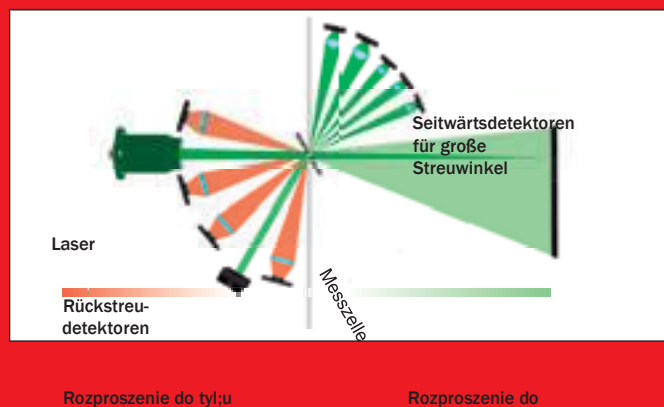 Seitwärtsdetektoren
für große
Streuwinkel
Laser
Messzelle
Rückstreu-
detektoren
Rozproszenie do tyl;u
Rozproszenie do